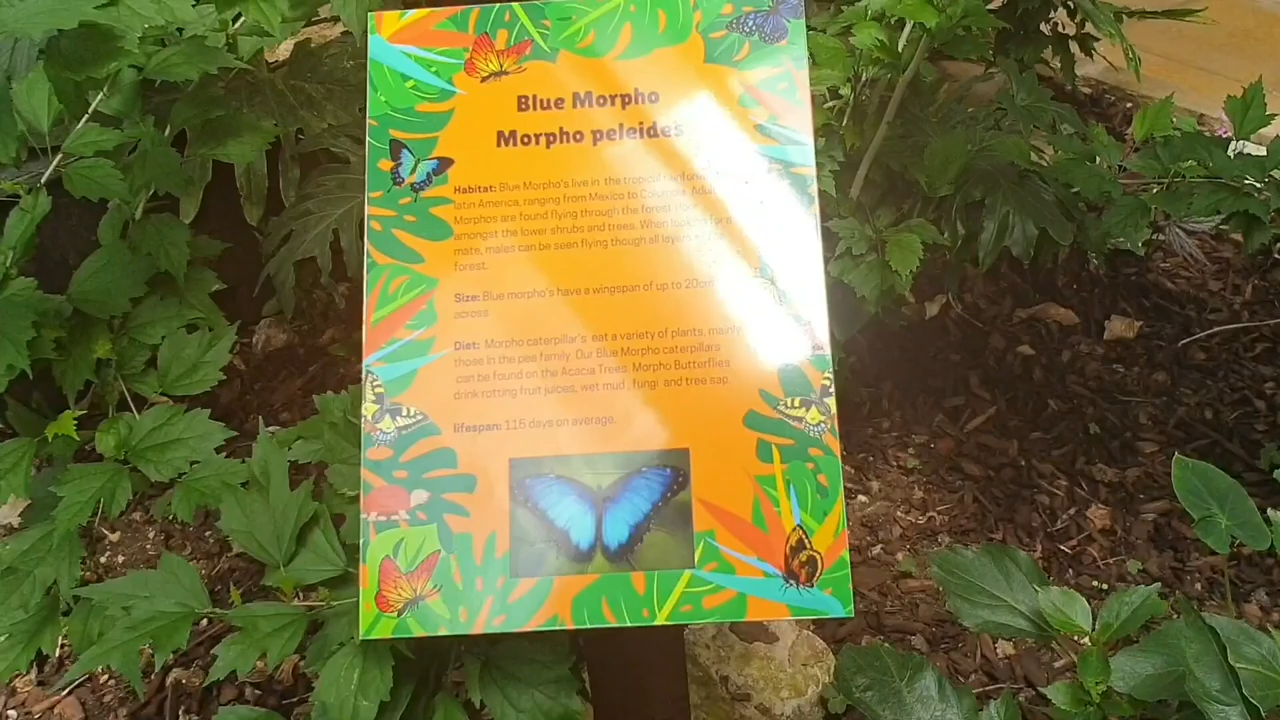 Blue Morpho
Morpho peleides
Habitat: Blue Morpho's live in the tropical rainfore
latin America, ranging from Mexico to Columbia. Adult
Morphos are found flying through the forest floor
amongst the lower shrubs and trees. When looking for a
mate, males can be seen flying though all layers
forest.
Size: Blue morpho's have a wingspan of up to 20cm
across.
Diet: Morpho caterpillar's eat a variety of plants, mainly
those in the pea family. Our Blue Morpho caterpillars
can be found on the Acacia Trees. Morpho Butterflies
drink rotting fruit juices, wet mud , fungi and tree sap.
lifespan: 115 days on average.